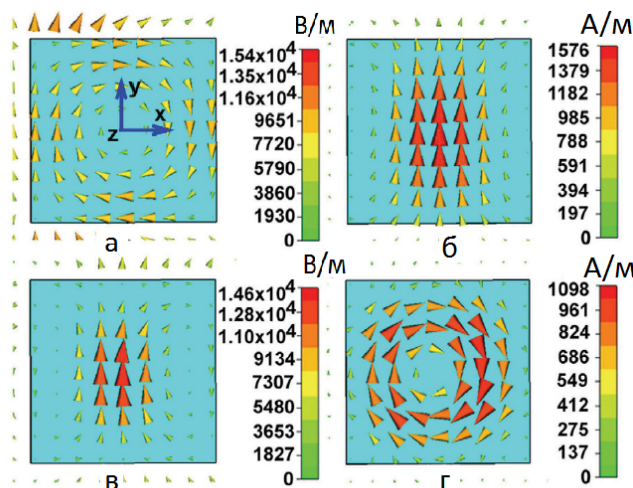 В/м
1.54x10⁴
1.35x10⁴
1.16x10⁴
9651
7720
5790
3860
1930
0
y
x
z
а
А/м
1576
1379
1182
985
788
591
394
197
0
б
В/м
1.46x10⁴
1.28x10⁴
1.10x10⁴
9134
7307
5480
3653
1827
0
в
А/м
1098
961
824
686
549
412
275
137
0
г